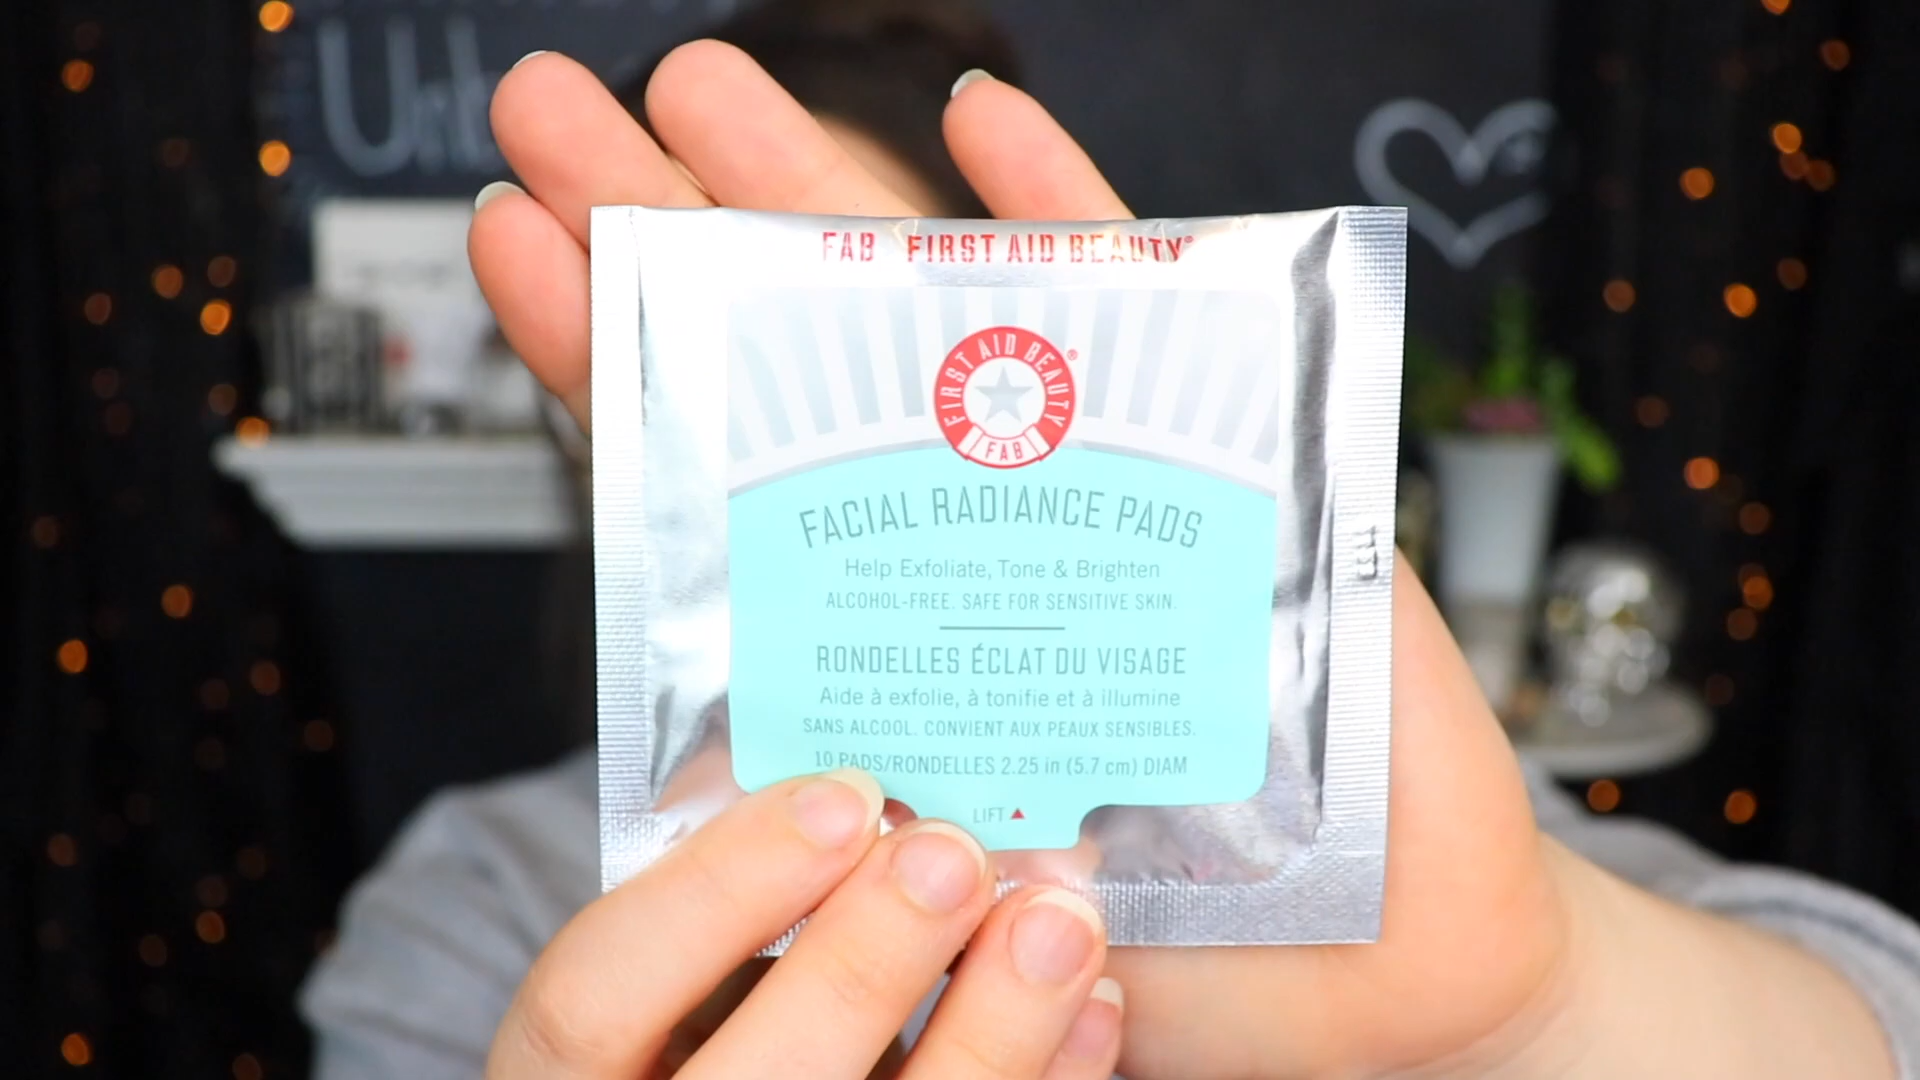 FAB FIRST AID BEAUTY®
FIRST AID BEAUTY®
FAB
FACIAL RADIANCE PADS
Help Exfoliate, Tone & Brighten
ALCOHOL-FREE. SAFE FOR SENSITIVE SKIN.
RONDELLES ÉCLAT DU VISAGE
Aide à exfolie, à tonifie et à illumine
SANS ALCOOL. CONVIENT AUX PEAUX SENSIBLES.
10 PADS/RONDELLES 2.25 in (5.7 cm) DIAM
LIFT